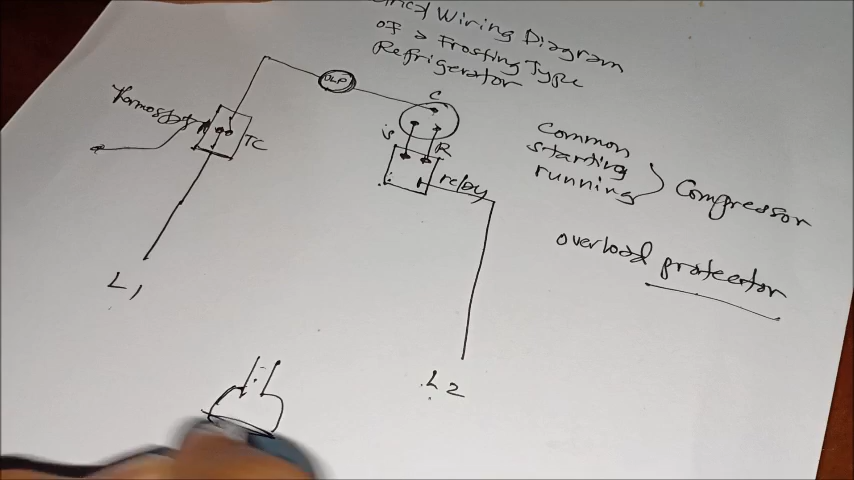 Wiring Diagram
of a Frosting Type
Refrigerator
OLP
C
TC
S
R
relay
Common
starting
running
Compressor
overload protector
L1
L2